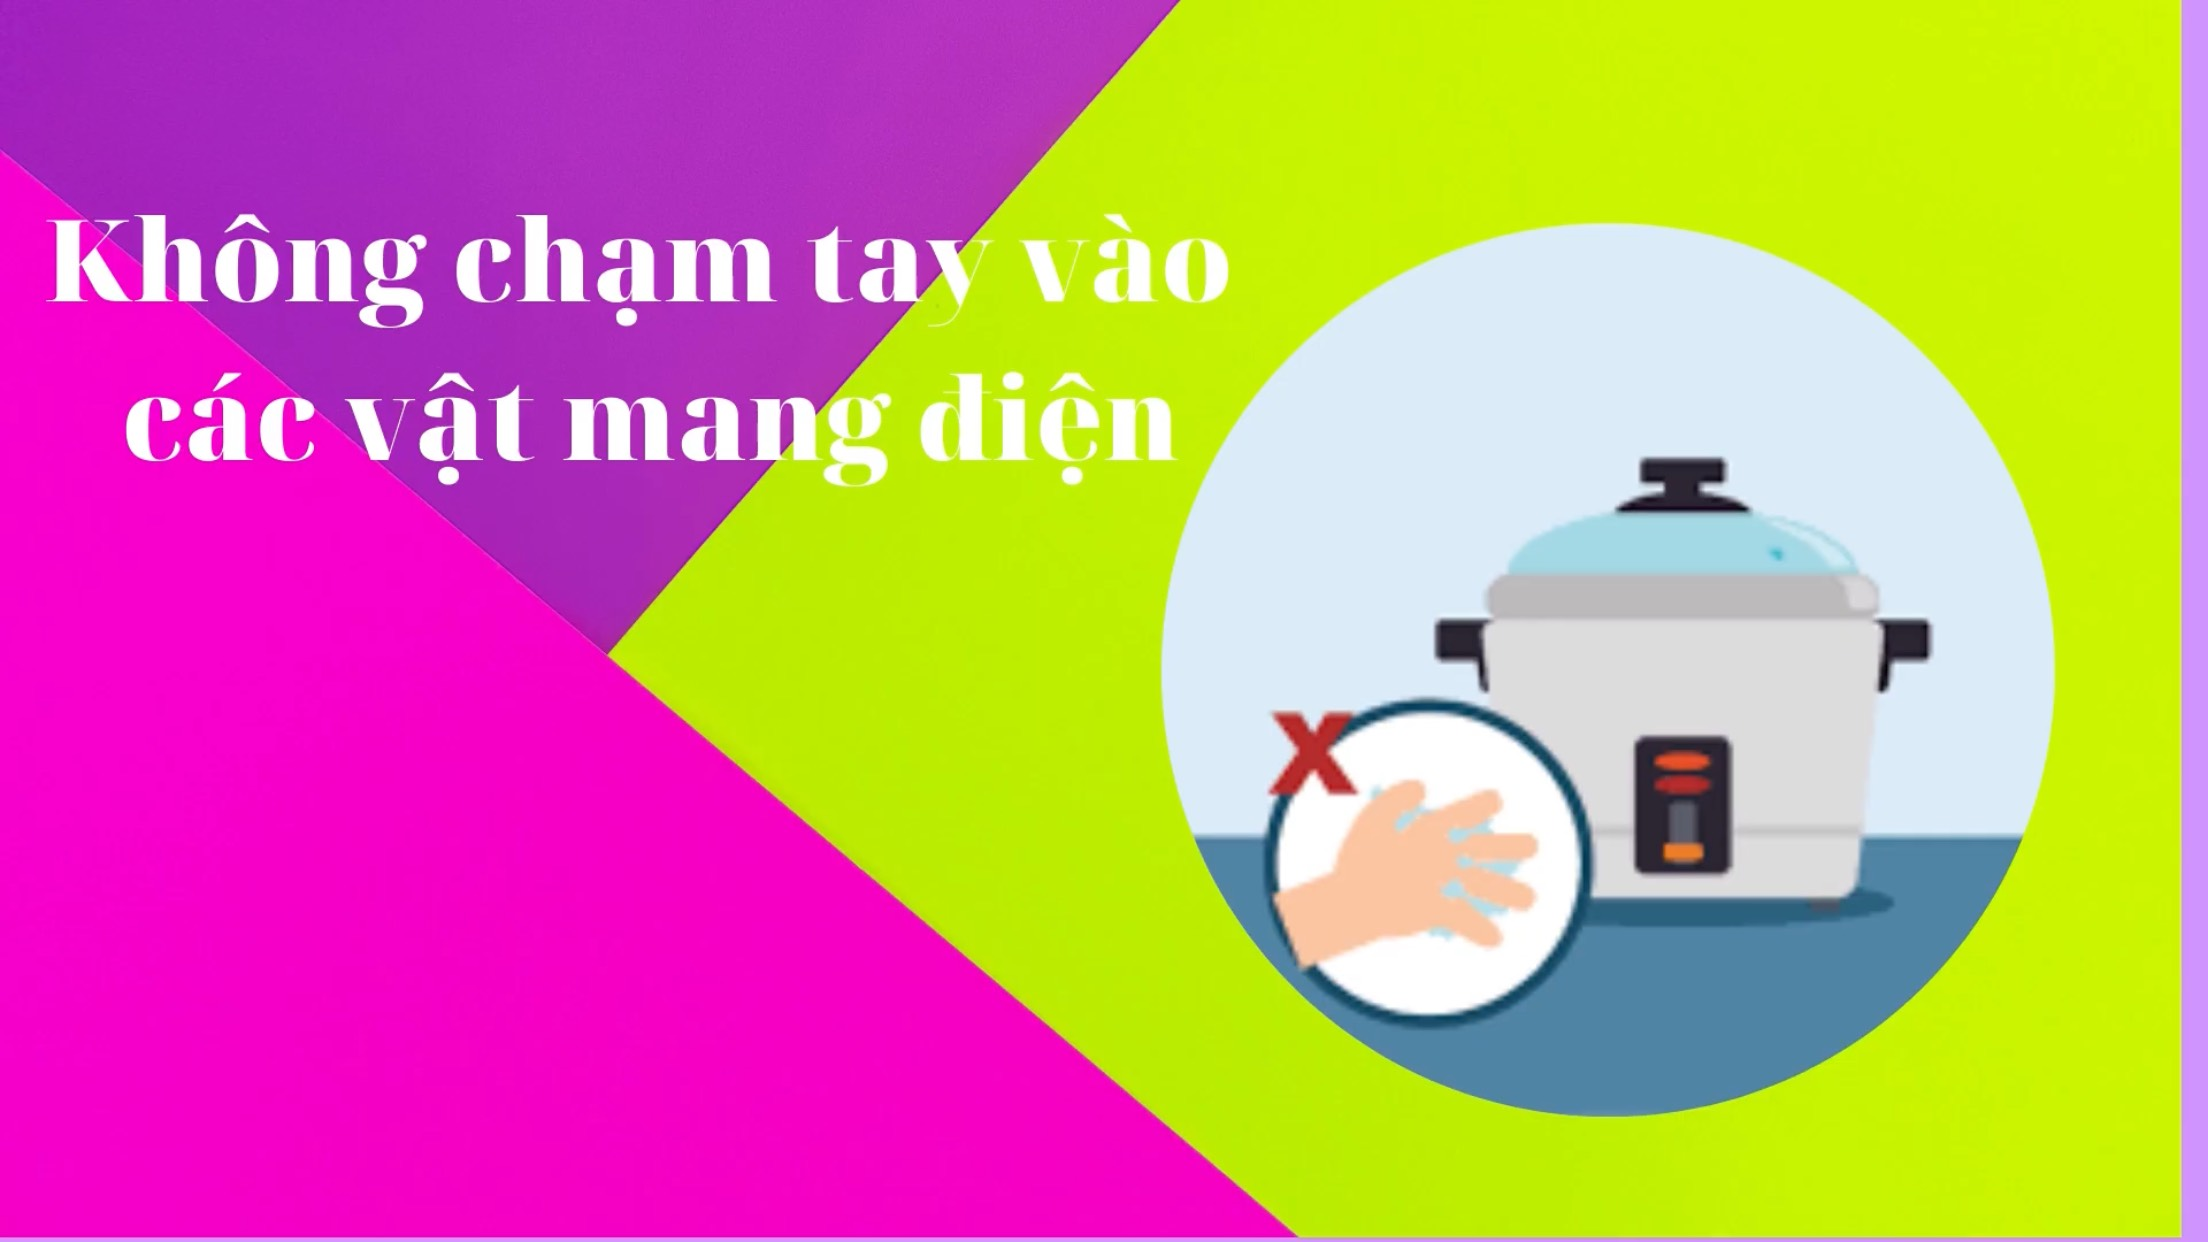 Không chạm tay vào
các vật mang điện
X